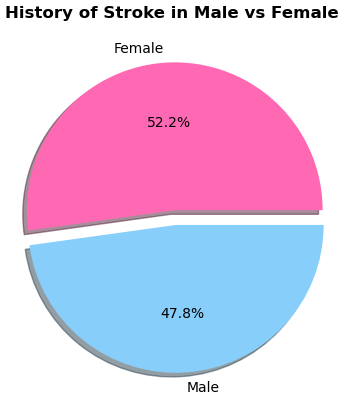 History of Stroke in Male vs Female
Female
52.2%
47.8%
Male